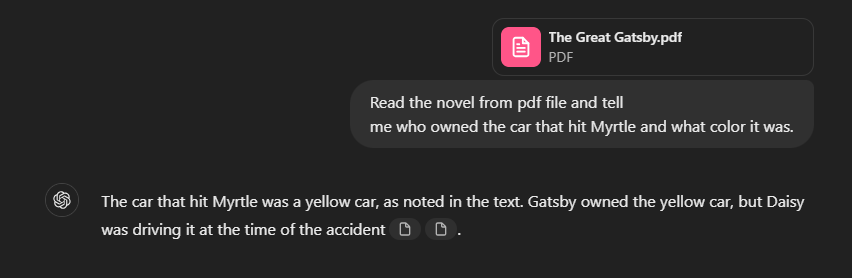 The Great Gatsby.pdf
PDF
Read the novel from pdf file and tell
me who owned the car that hit Myrtle and what color it was.
The car that hit Myrtle was a yellow car, as noted in the text. Gatsby owned the yellow car, but Daisy
was driving it at the time of the accident .